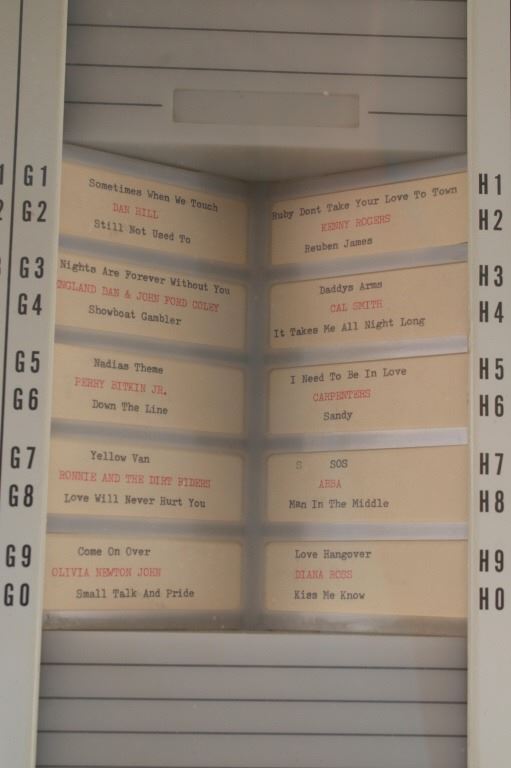 1
2
3
G1
G2
G3
G4
G5
G6
G7
G8
G9
G0
Sometimes When We Touch
DAN HILL
Still Not Used To
Nights Are Forever Without You
ENGLAND DAN & JOHN FORD COLEY
Showboat Gambler
Nadias Theme
PERRY BITKIN JR.
Down The Line
Yellow Van
RONNIE AND THE DIRT RIDERS
Love Will Never Hurt You
Come On Over
OLIVIA NEWTON JOHN
Small Talk And Pride
Ruby Dont Take Your Love To Town
KENNY ROGERS
Reuben James
Daddys Arms
CAL SMITH
It Takes Me All Night Long
I Need To Be In Love
CARPENTERS
Sandy
S SOS
ABBA
Man In The Middle
Love Hangover
DIANA ROSS
Kiss Me Know
H1
H2
H3
H4
H5
H6
H7
H8
H9
H0